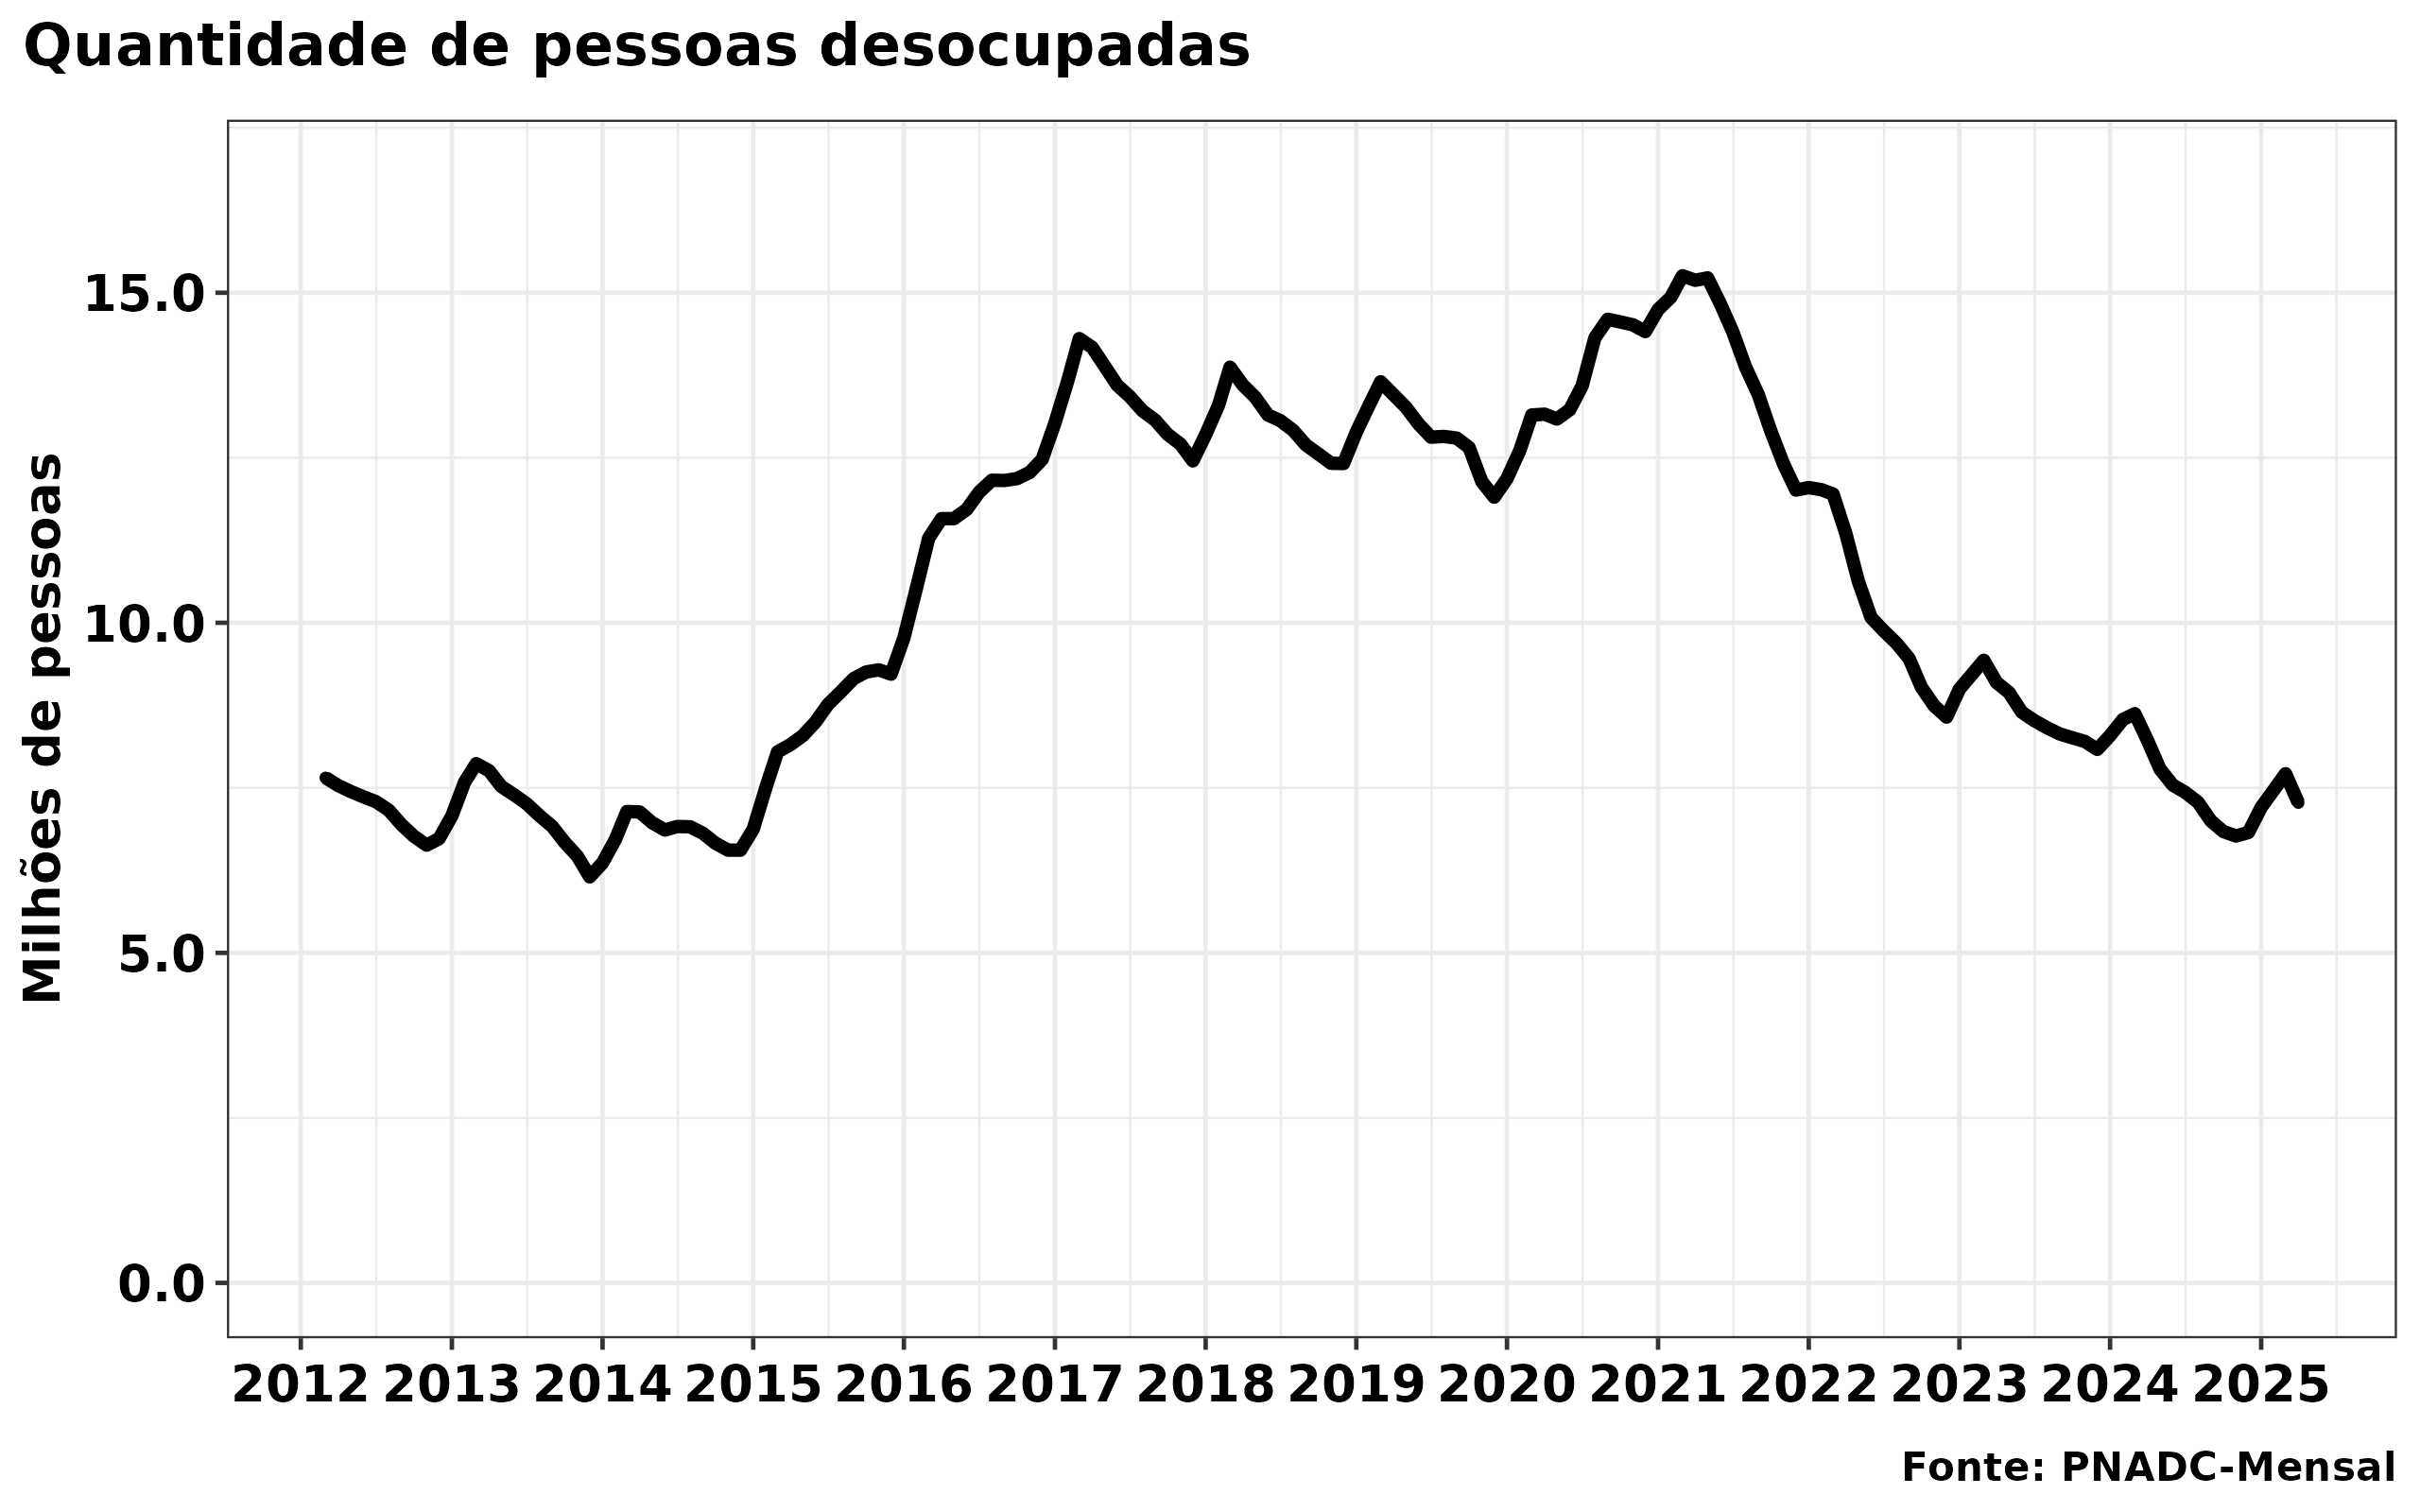 Quantidade de pessoas desocupadas
Milhões de pessoas
15.0
10.0
5.0
0.0
2012 2013 2014 2015 2016 2017 2018 2019 2020 2021 2022 2023 2024 2025
Fonte: PNADC-Mensal